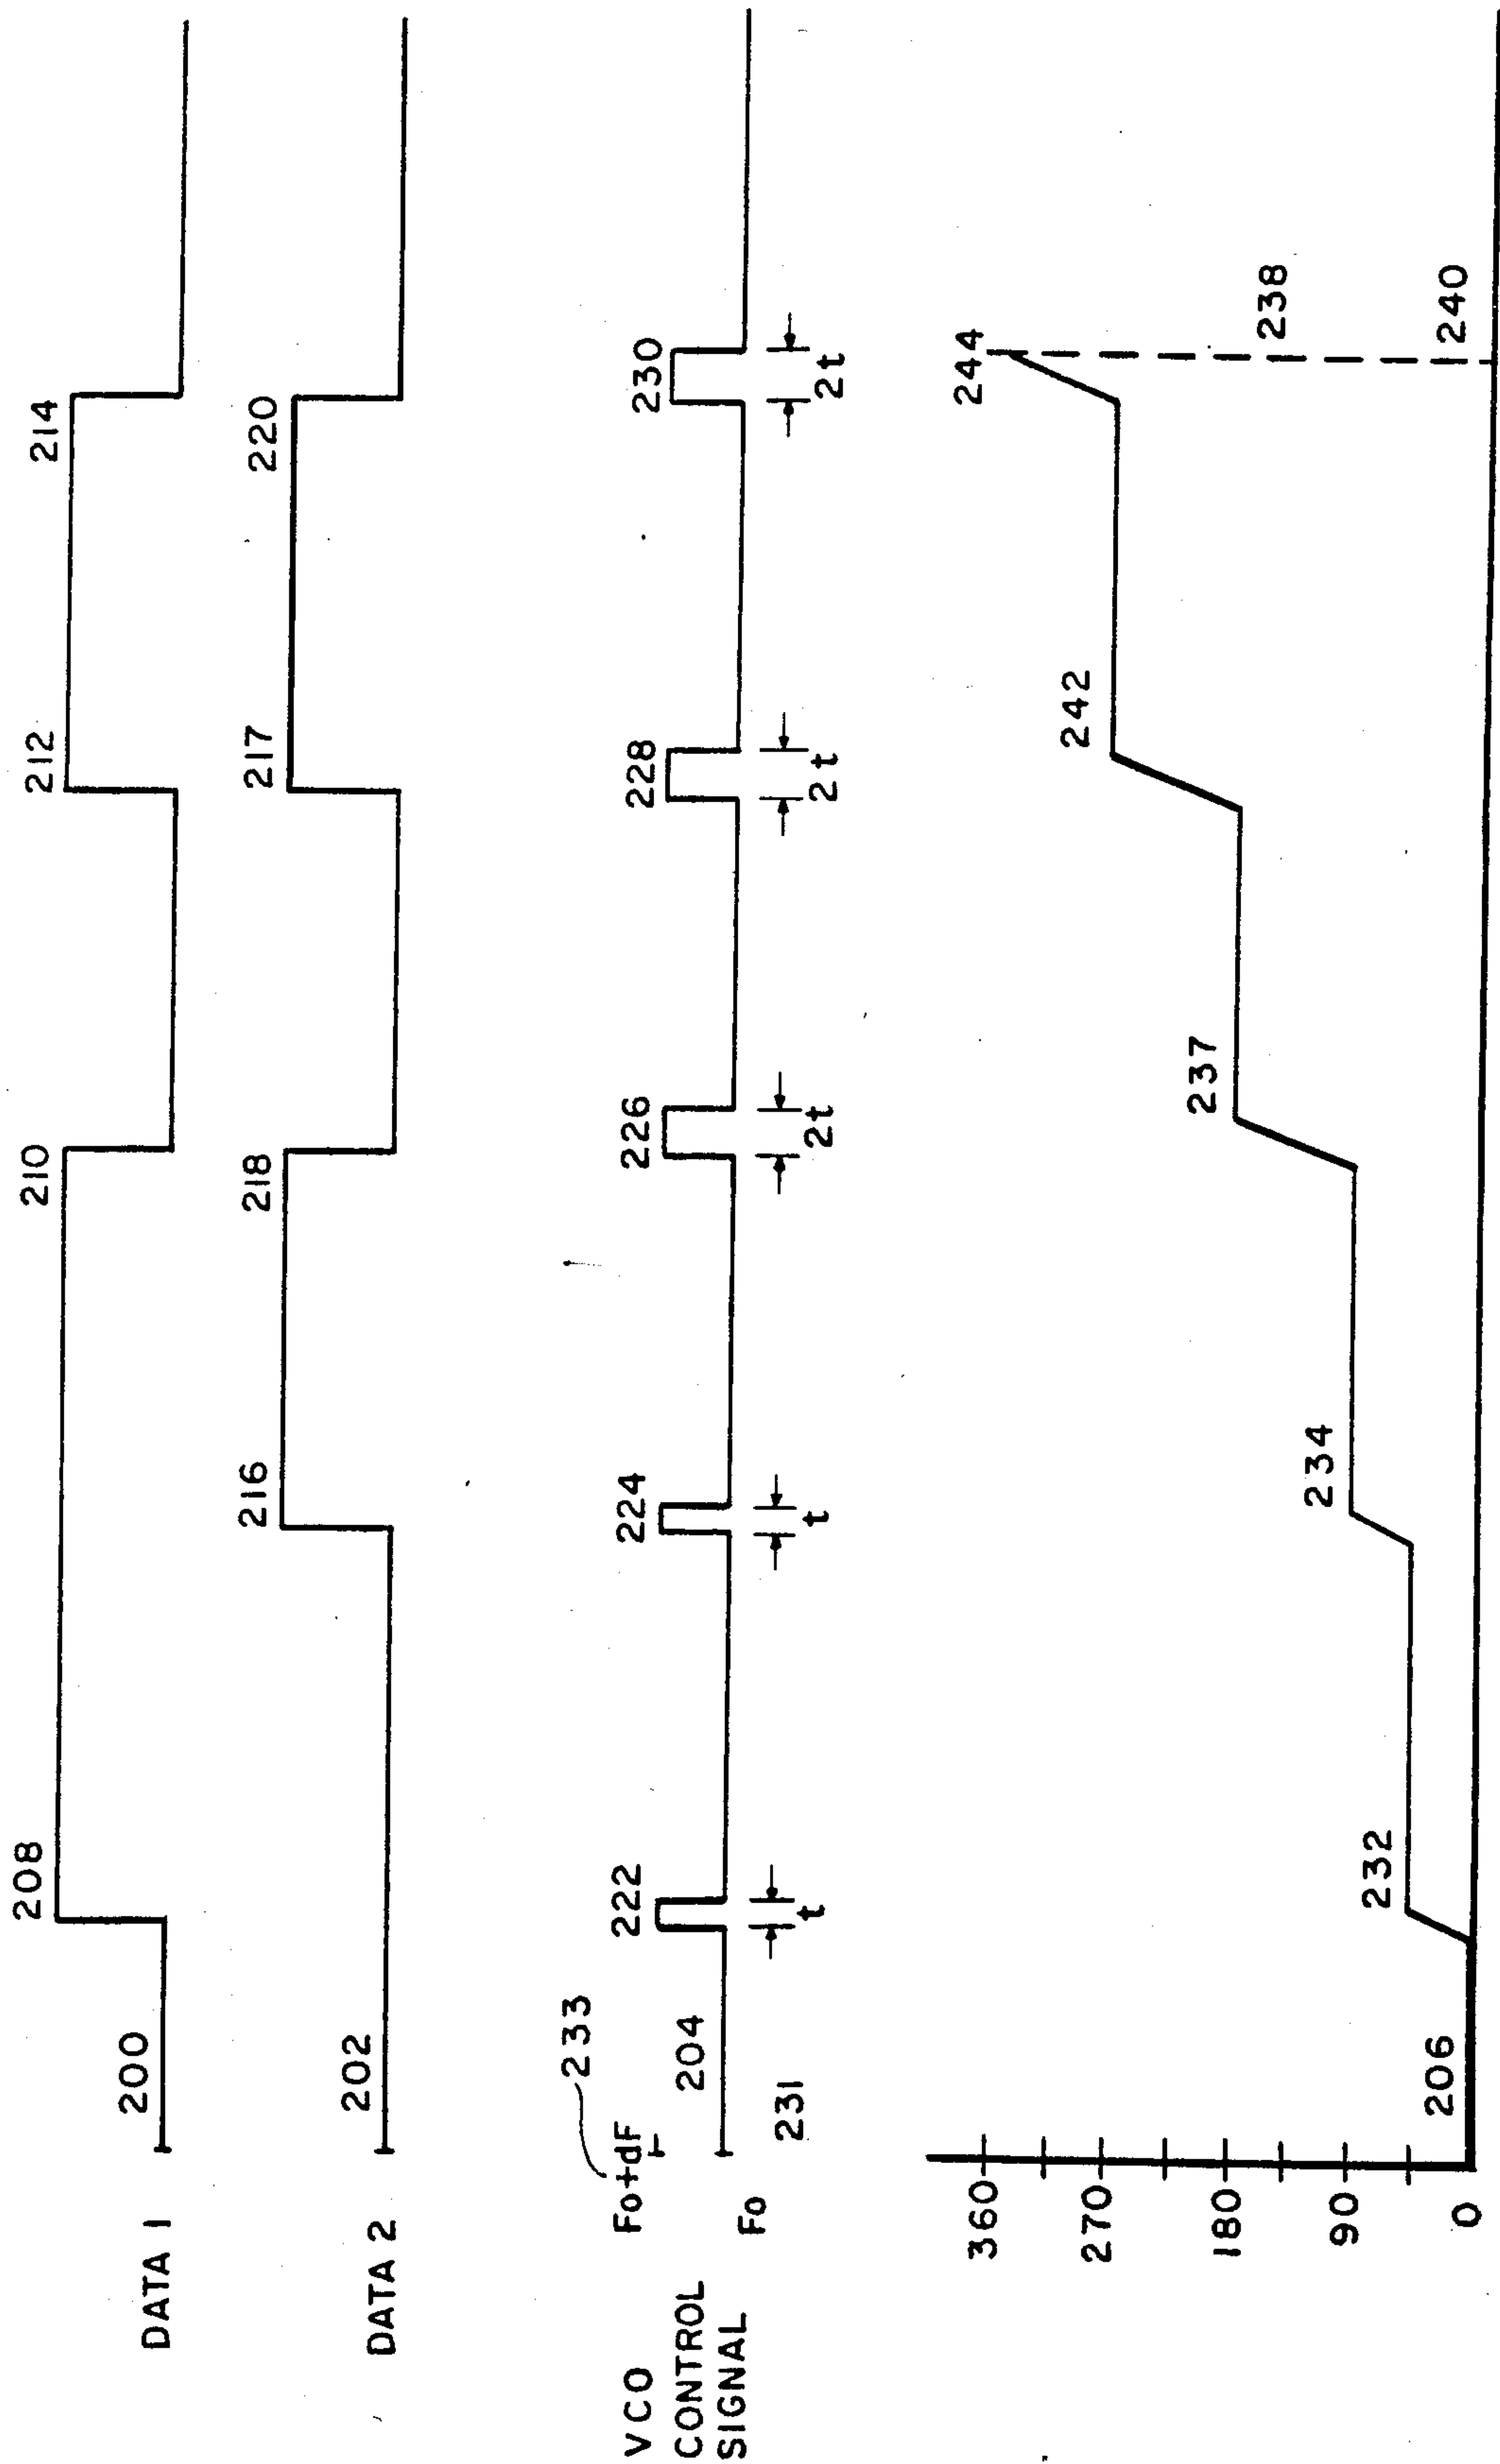 208
210
212
214
200
DATA 1
216
218
217
220
202
DATA 2
233
Fo+dF
222
224
226
228
230
204
Fo
231
t
t
2t
2t
2t
VCO
CONTROL
SIGNAL
360
270
180
90
0
206
232
234
237
242
244
238
240